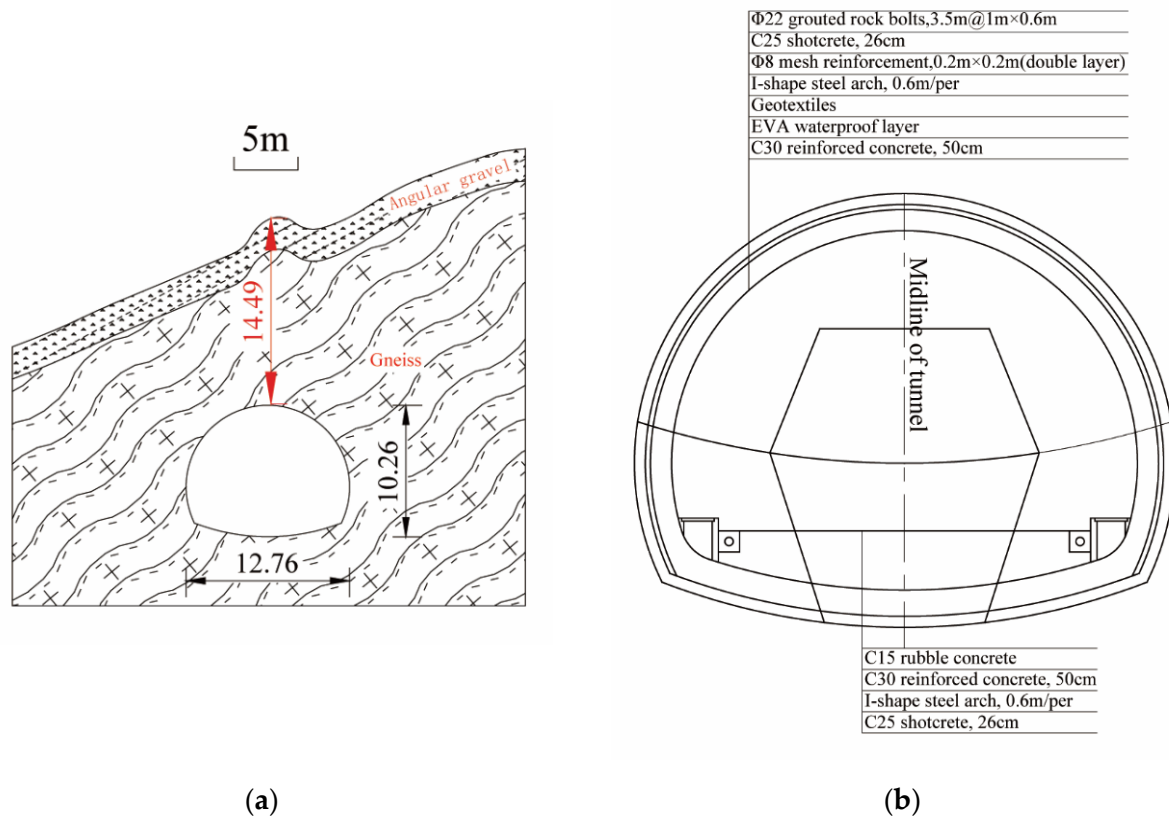 5m
Angular gravel
14.49
Gneiss
10.26
12.76
(a)
Φ22 grouted rock bolts,3.5m@1m×0.6m
C25 shotcrete, 26cm
Φ8 mesh reinforcement,0.2m×0.2m(double layer)
I-shape steel arch, 0.6m/per
Geotextiles
EVA waterproof layer
C30 reinforced concrete, 50cm
Midline of tunnel
C15 rubble concrete
C30 reinforced concrete, 50cm
I-shape steel arch, 0.6m/per
C25 shotcrete, 26cm
(b)